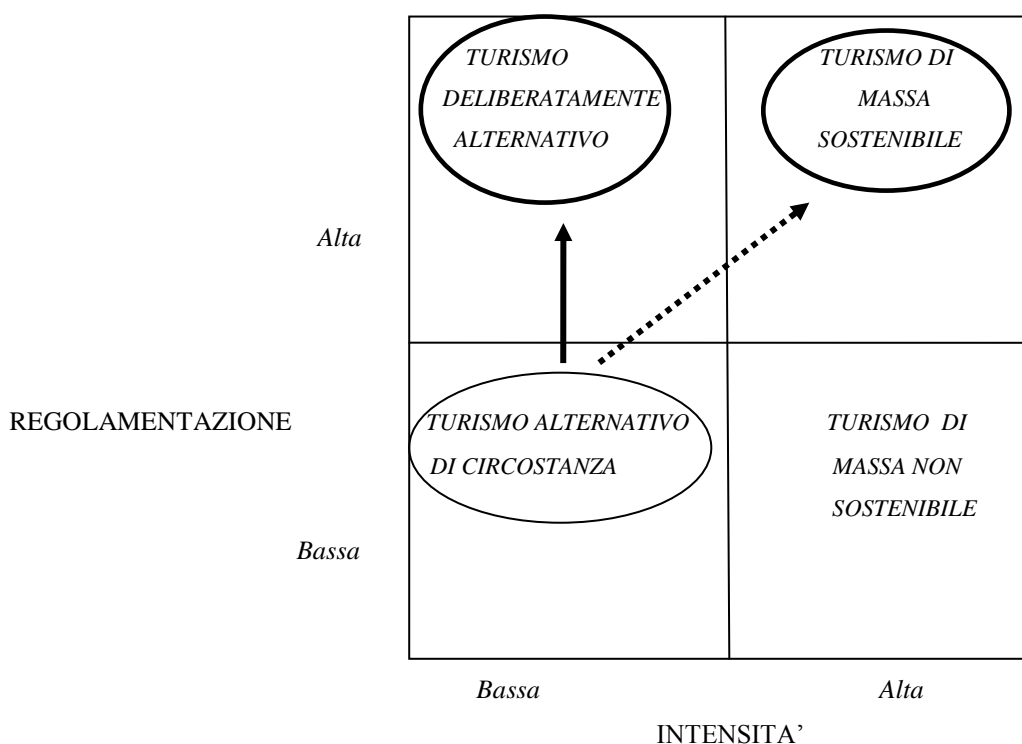 TURISMO
DELIBERATAMENTE
ALTERNATIVO
TURISMO DI
MASSA
SOSTENIBILE
Alta
REGOLAMENTAZIONE
TURISMO ALTERNATIVO
DI CIRCOSTANZA
TURISMO DI
MASSA NON
SOSTENIBILE
Bassa
Bassa
Alta
INTENSITA’